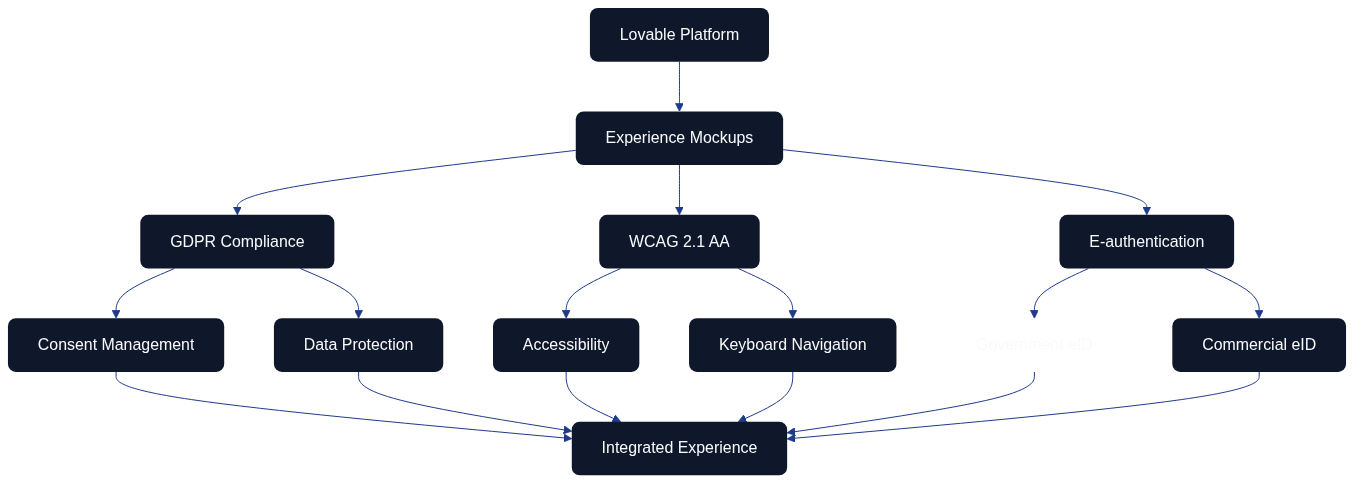 Lovable Platform
Experience Mockups
GDPR Compliance
WCAG 2.1 AA
E-authentication
Consent Management
Data Protection
Accessibility
Keyboard Navigation
Government eID
Commercial eID
Integrated Experience